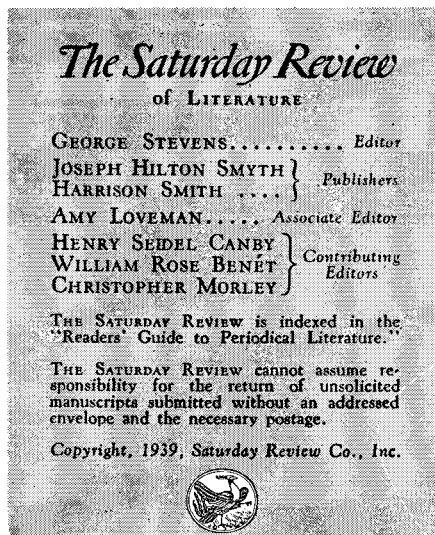 The Saturday Review
of LITERATURE
GEORGE STEVENS.......... Editor
JOSEPH HILTON SMYTH } Publishers
HARRISON SMITH ....
AMY LOVEMAN..... Associate Editor
HENRY SEIDEL CANBY
WILLIAM ROSE BENÉT } Contributing Editors
CHRISTOPHER MORLEY
THE SATURDAY REVIEW is indexed in the
"Readers' Guide to Periodical Literature."
THE SATURDAY REVIEW cannot assume re-
sponsibility for the return of unsolicited
manuscripts submitted without an addressed
envelope and the necessary postage.
Copyright, 1939, Saturday Review Co., Inc.